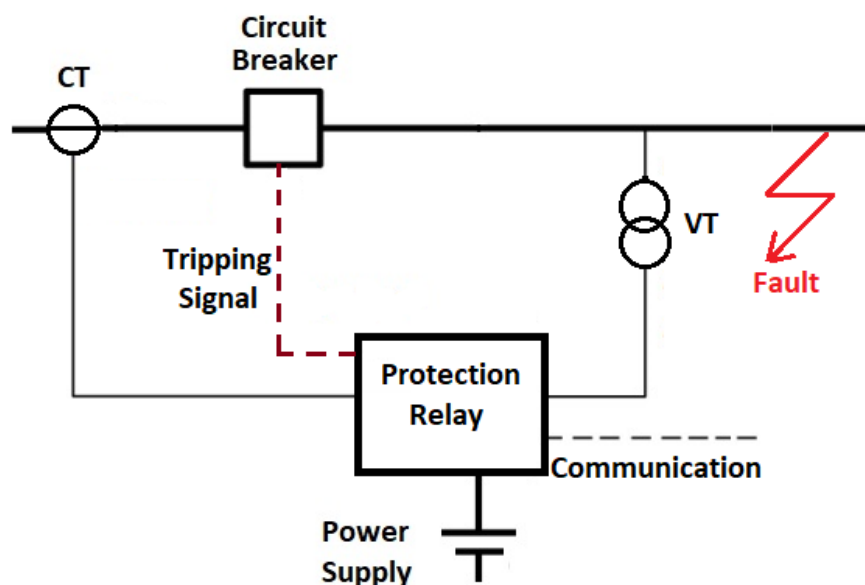 Circuit
Breaker
CT
VT
Tripping
Signal
Fault
Protection
Relay
Communication
Power
Supply